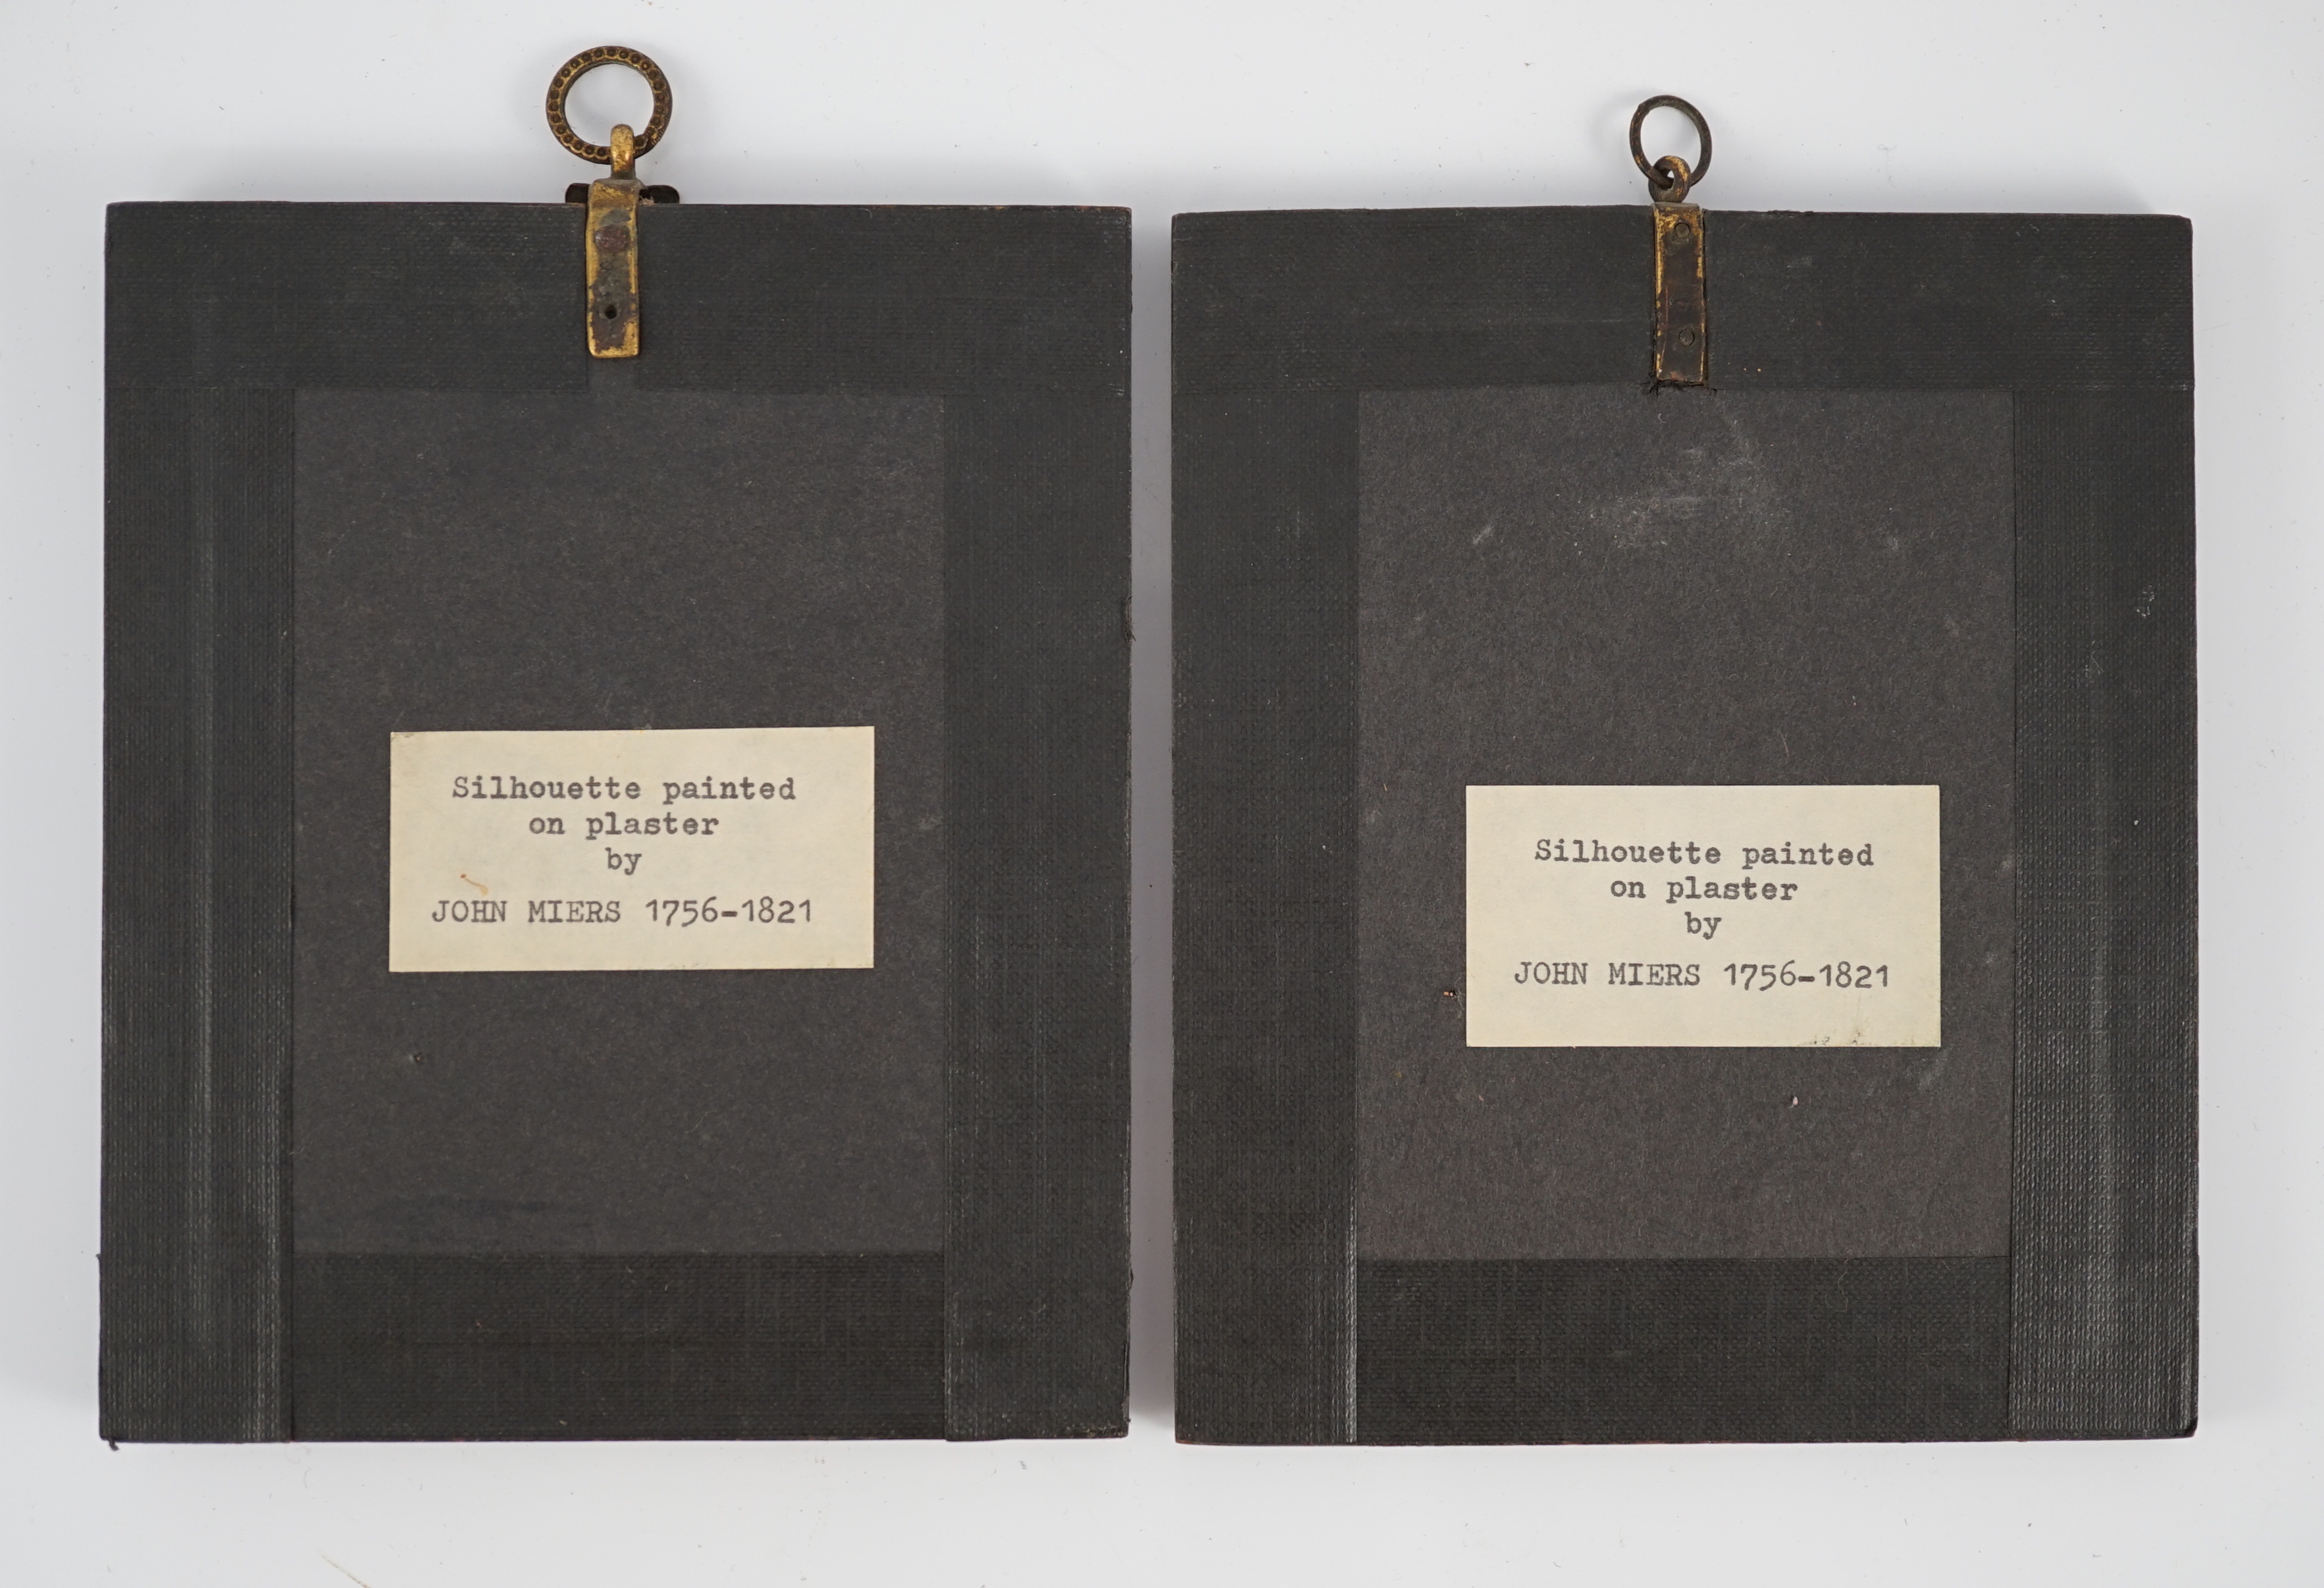 Silhouette painted
on plaster
by
JOHN MIERS 1756-1821
Silhouette painted
on plaster
by
JOHN MIERS 1756-1821